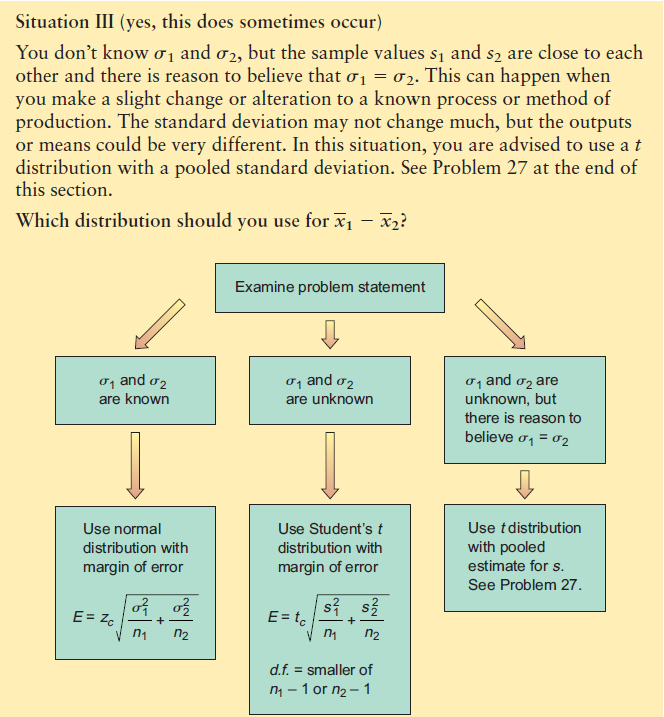 Situation III (yes, this does sometimes occur)
You don’t know σ₁ and σ₂, but the sample values s₁ and s₂ are close to each
other and there is reason to believe that σ₁ = σ₂. This can happen when
you make a slight change or alteration to a known process or method of
production. The standard deviation may not change much, but the outputs
or means could be very different. In this situation, you are advised to use a t
distribution with a pooled standard deviation. See Problem 27 at the end of
this section.
Which distribution should you use for x̄₁ − x̄₂?
Examine problem statement
σ₁ and σ₂
are known
σ₁ and σ₂
are unknown
σ₁ and σ₂ are
unknown, but
there is reason to
believe σ₁ = σ₂
Use normal
distribution with
margin of error
E = z_c √(σ₁²/n₁ + σ₂²/n₂)
Use Student’s t
distribution with
margin of error
E = t_c √(s₁²/n₁ + s₂²/n₂)
d.f. = smaller of
n₁ − 1 or n₂ − 1
Use t distribution
with pooled
estimate for s.
See Problem 27.